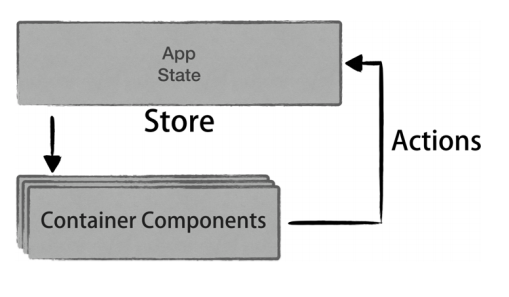 App
State
Store
Actions
Container Components